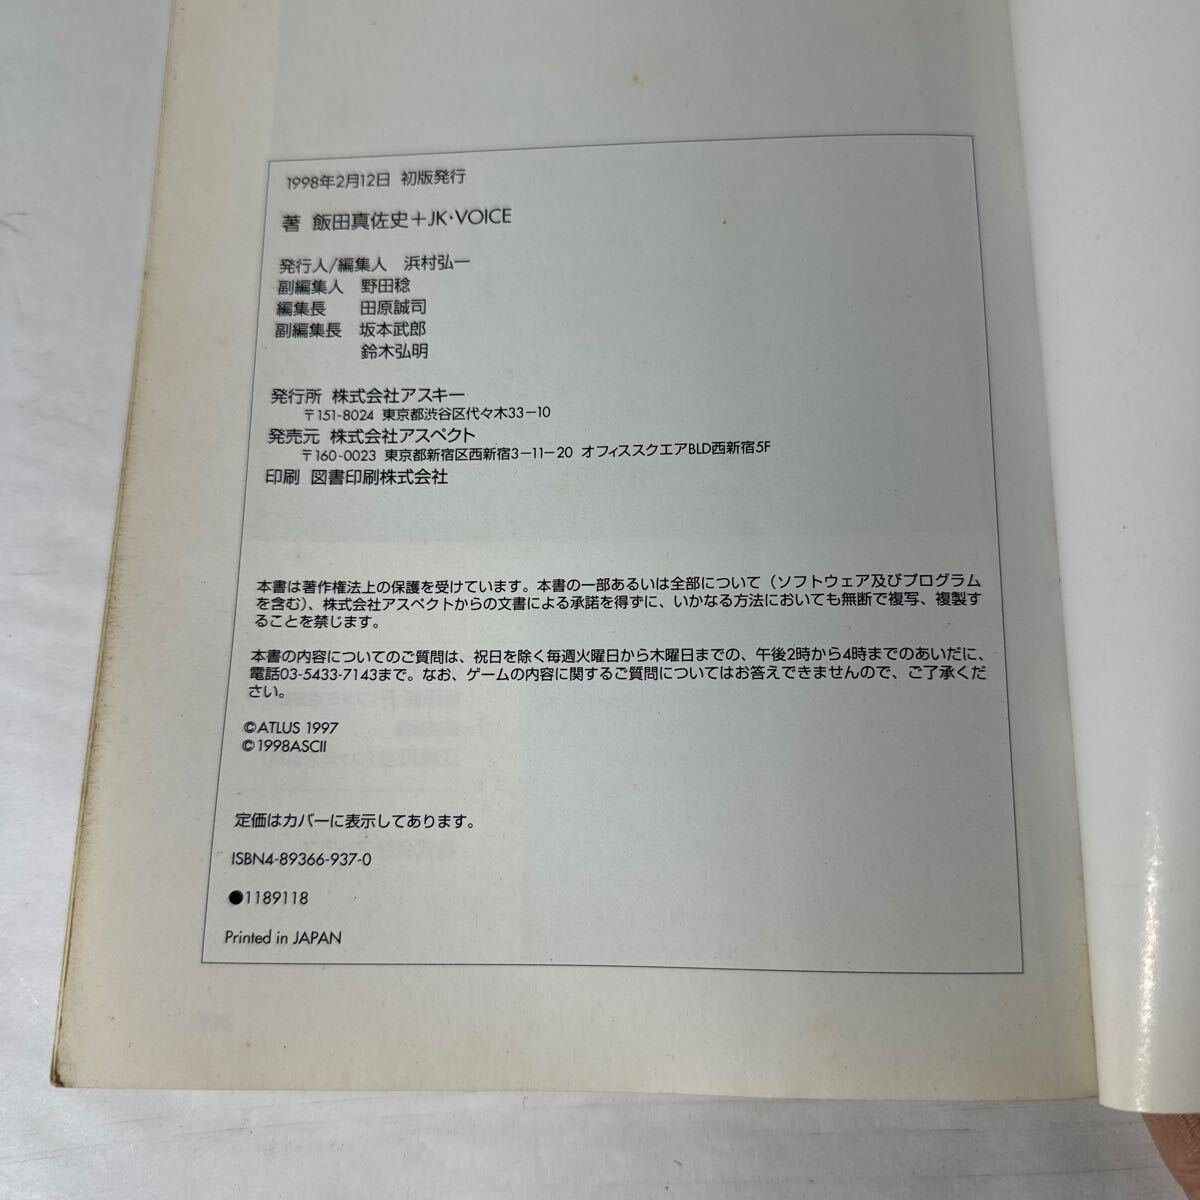 1998年2月12日 初版発行
著 飯田真佐史+JK・VOICE
発行人/編集人 浜村弘一
副編集人 野田稔
編集長 田原誠司
副編集長 坂本武郎
鈴木弘明
発行所 株式会社アスキー
〒151-8024 東京都渋谷区代々木33-10
発売元 株式会社アスペクト
〒160-0023 東京都新宿区西新宿3-11-20 オフィススクエアBLD西新宿5F
印刷 図書印刷株式会社
本書は著作権法上の保護を受けています。本書の一部あるいは全部について(ソフトウェア及びプログラム
を含む)、株式会社アスペクトからの文書による承諾を得ずに、いかなる方法においても無断で複写、複製す
ることを禁じます。
本書の内容についてのご質問は、祝日を除く毎週火曜日から木曜日までの、午後2時から4時までのあいだに、
電話03-5433-7143まで。なお、ゲームの内容に関するご質問についてはお答えできませんので、ご了承くだ
さい。
©ATLUS 1997
©1998ASCII
定価はカバーに表示してあります。
ISBN4-89366-937-0
●1189118
Printed in JAPAN